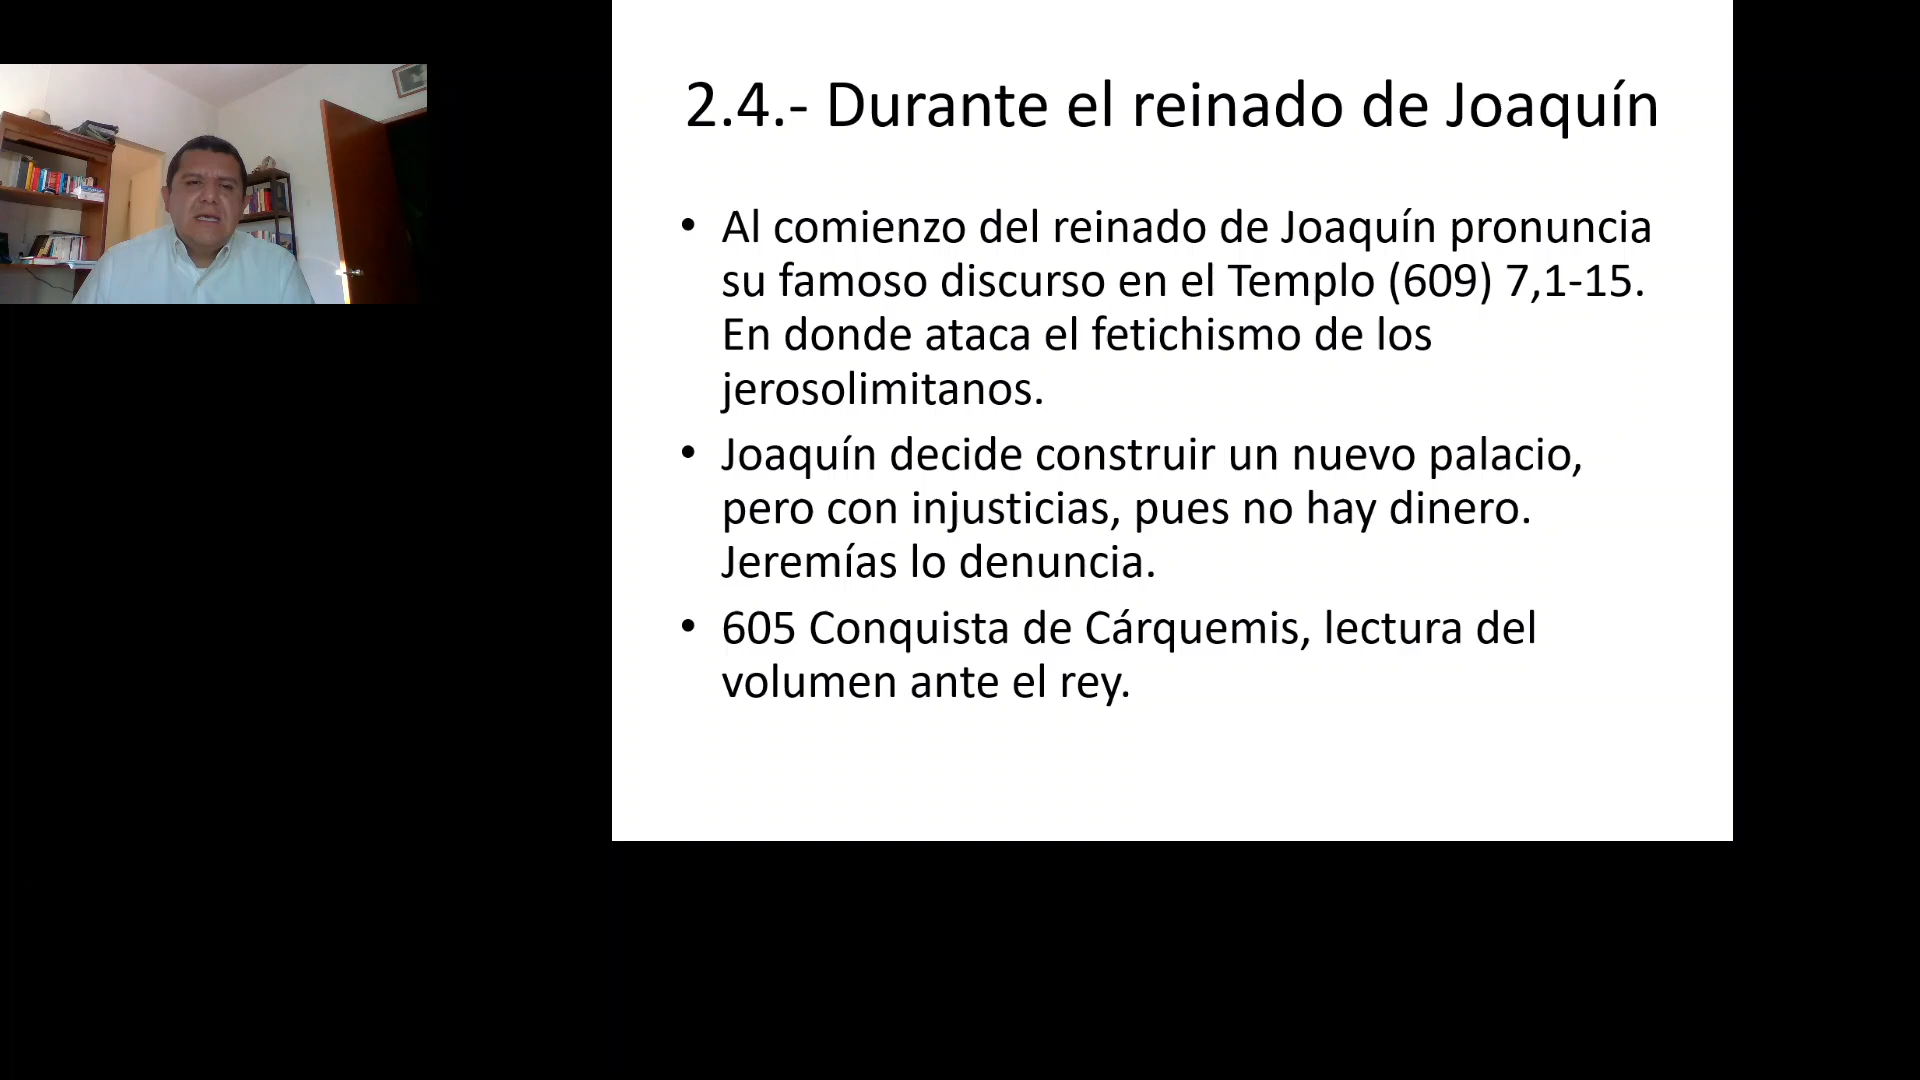 2.4.- Durante el reinado de Joaquín
• Al comienzo del reinado de Joaquín pronuncia
su famoso discurso en el Templo (609) 7,1-15.
En donde ataca el fetichismo de los
jerosolimitanos.
• Joaquín decide construir un nuevo palacio,
pero con injusticias, pues no hay dinero.
Jeremías lo denuncia.
• 605 Conquista de Cárquemis, lectura del
volumen ante el rey.